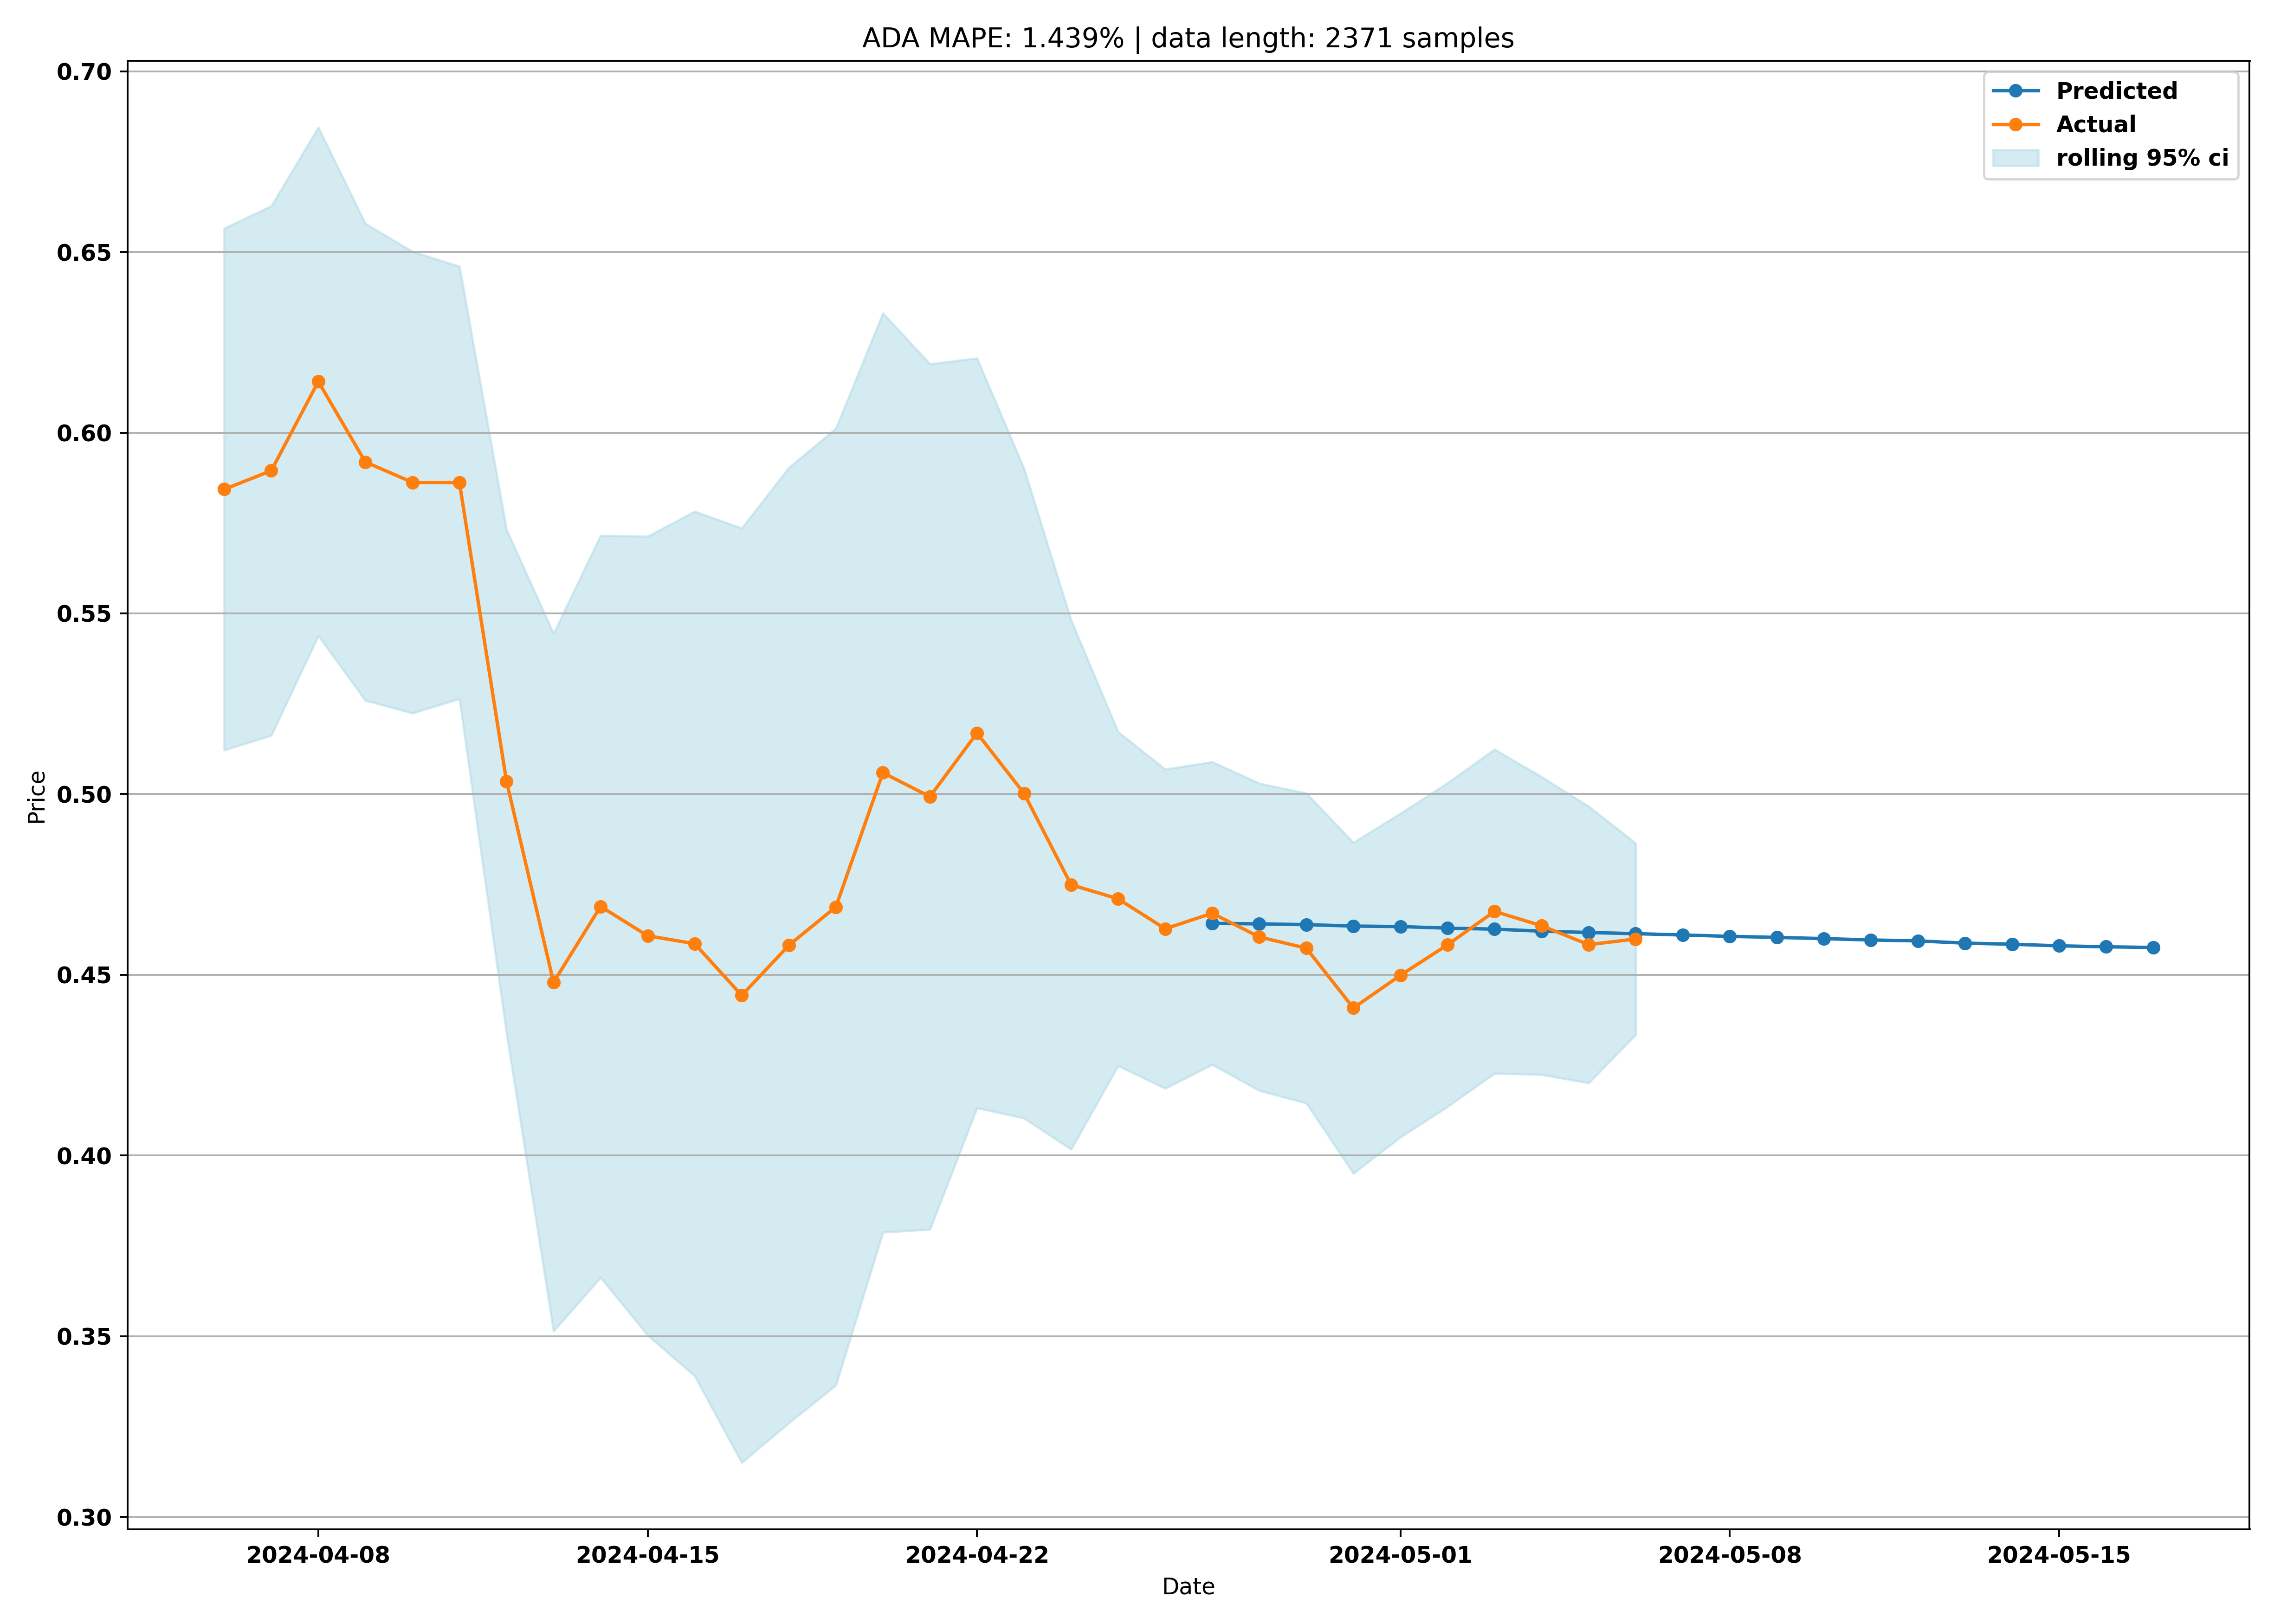 ADA MAPE: 1.439% | data length: 2371 samples
Predicted
Actual
rolling 95% ci
0.70
0.65
0.60
0.55
0.50
0.45
0.40
0.35
0.30
Price
2024-04-08
2024-04-15
2024-04-22
2024-05-01
2024-05-08
2024-05-15
Date